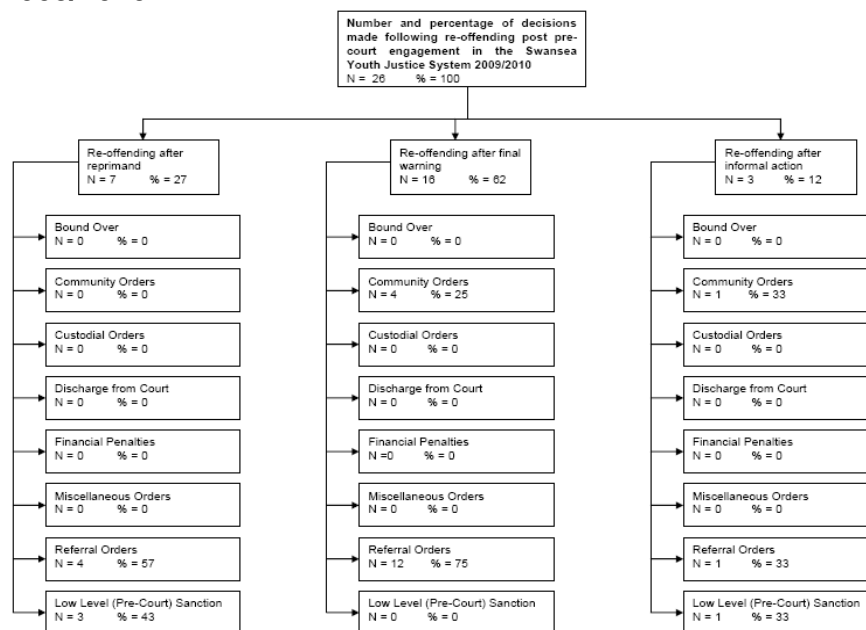 Number and percentage of decisions
made following re-offending post pre-
court engagement in the Swansea
Youth Justice System 2009/2010
N = 26 % = 100
Re-offending after
reprimand
N = 7 % = 27
Re-offending after final
warning
N = 16 % = 62
Re-offending after
informal action
N = 3 % = 12
Bound Over
N = 0 % = 0
Community Orders
N = 0 % = 0
Custodial Orders
N = 0 % = 0
Discharge from Court
N = 0 % = 0
Financial Penalties
N = 0 % = 0
Miscellaneous Orders
N = 0 % = 0
Referral Orders
N = 4 % = 57
Low Level (Pre-Court) Sanction
N = 3 % = 43
Bound Over
N = 0 % = 0
Community Orders
N = 4 % = 25
Custodial Orders
N = 0 % = 0
Discharge from Court
N = 0 % = 0
Financial Penalties
N =0 % = 0
Miscellaneous Orders
N = 0 % = 0
Referral Orders
N = 12 % = 75
Low Level (Pre-Court) Sanction
N = 0 % = 0
Bound Over
N = 0 % = 0
Community Orders
N = 1 % = 33
Custodial Orders
N = 0 % = 0
Discharge from Court
N = 0 % = 0
Financial Penalties
N = 0 % = 0
Miscellaneous Orders
N = 0 % = 0
Referral Orders
N = 1 % = 33
Low Level (Pre-Court) Sanction
N = 1 % = 33